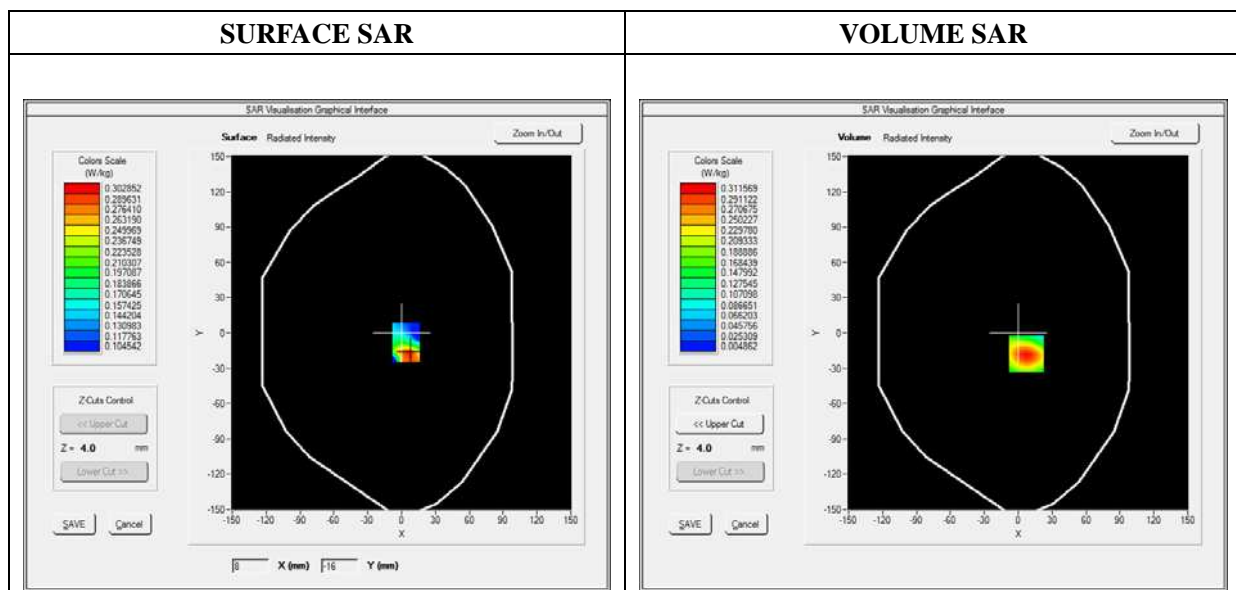 SURFACE SAR
SAR Visualisation Graphical Interface
Surface Radiated Intensity
Zoom In/Out
Colors Scale
(W/kg)
0.302852
0.289631
0.276410
0.263190
0.249969
0.236749
0.223528
0.210307
0.197087
0.183866
0.170645
0.157425
0.144204
0.130983
0.117763
0.104542
Z-Cuts Control
<< Upper Cut
Z = 4.0 mm
Lower Cut >>
SAVE Cancel
150
120
90
60
30
0
-30
-60
-90
-120
-150
Y
-150 -120 -90 -60 -30 0 30 60 90 120 150
X
8 X (mm) -16 Y (mm)
VOLUME SAR
SAR Visualisation Graphical Interface
Volume Radiated Intensity
Zoom In/Out
Colors Scale
(W/kg)
0.311569
0.291122
0.270675
0.250227
0.229780
0.209333
0.188886
0.168439
0.147992
0.127545
0.107098
0.086651
0.066203
0.045756
0.025309
0.004862
Z-Cuts Control
<< Upper Cut
Z = 4.0 mm
Lower Cut >>
SAVE Cancel
150
120
90
60
30
0
-30
-60
-90
-120
-150
Y
-150 -120 -90 -60 -30 0 30 60 90 120 150
X